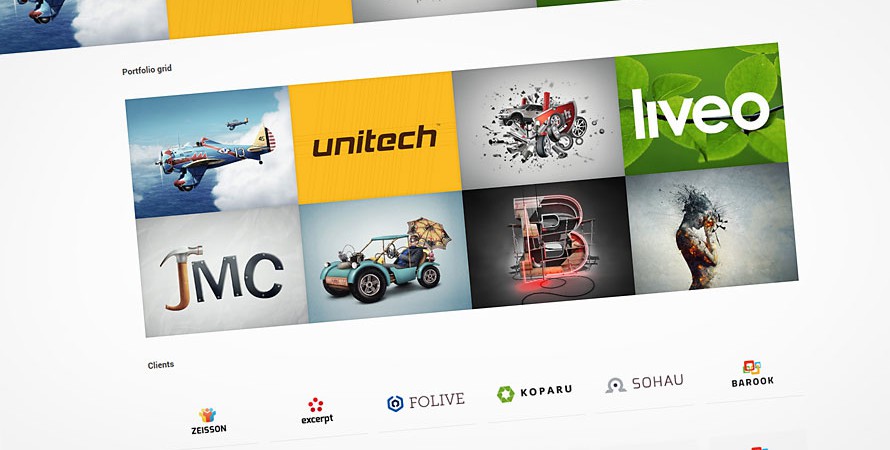 Portfolio grid
unitech
liveo
JMC
B
Clients
ZEISSON
excerpt
FOLIVE
KOPARU
SOHAU
BAROOK